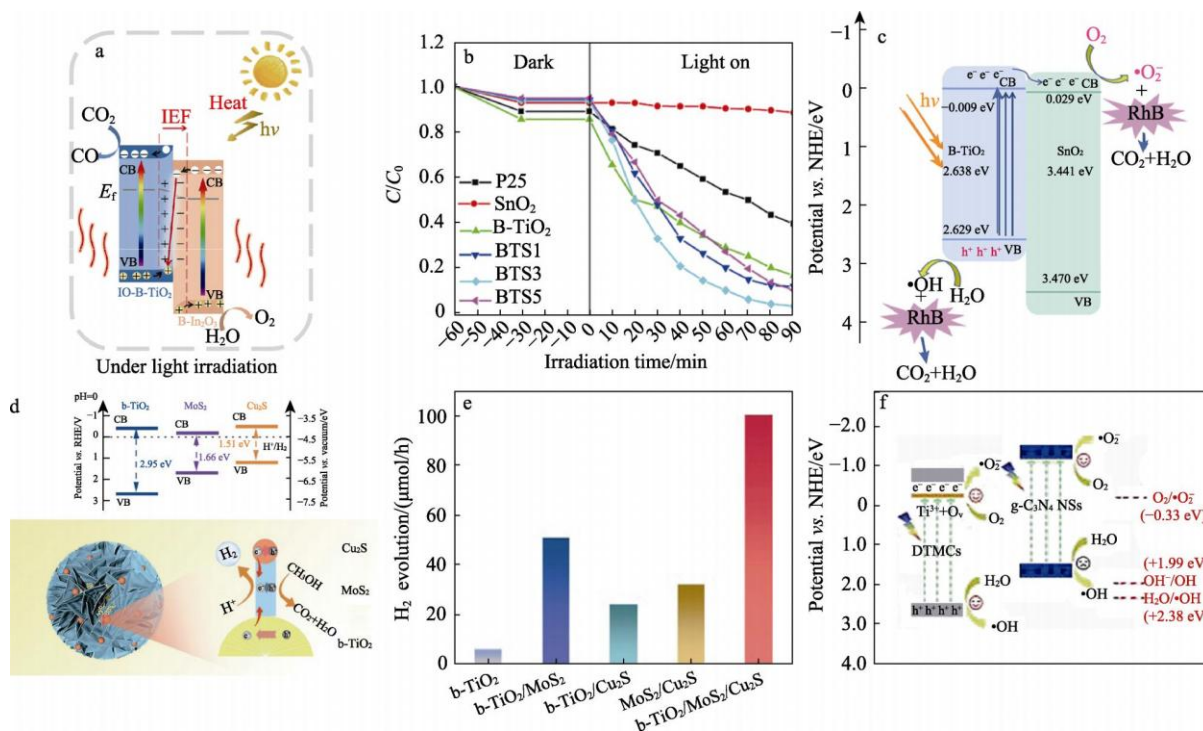 a
Heat
hν
CO₂
CO
IEF
CB
CB
E_f
VB
VB
IO-B-TiO₂
B-In₂O₃
O₂
H₂O
Under light irradiation
b
Dark
Light on
C/C₀
1.2
1.0
0.8
0.6
0.4
0.2
0
P25
SnO₂
B-TiO₂
BTS1
BTS3
BTS5
−60 −50 −40 −30 −20 −10 0 10 20 30 40 50 60 70 80 90
Irradiation time/min
c
Potential vs. NHE/eV
−1
0
1
2
3
4
O₂
•O₂⁻
+
RhB
CO₂+H₂O
e⁻ e⁻ e⁻ CB
e⁻ e⁻ e⁻ CB
−0.009 eV
0.029 eV
hν
B-TiO₂
SnO₂
2.638 eV
3.441 eV
2.629 eV
h⁺ h⁺ h⁺ VB
3.470 eV
VB
•OH
H₂O
+
RhB
CO₂+H₂O
d
pH=0
b-TiO₂
MoS₂
Cu₂S
Potential vs. RHE/V
−1
0
1
2
3
CB
CB
CB
2.95 eV
1.66 eV
1.51 eV
H⁺/H₂
VB
VB
VB
−3.5
−4.5
−5.5
−6.5
−7.5
Potential vs. vacuum/eV
H₂
H⁺
CH₃OH
CO₂+H₂O
Cu₂S
MoS₂
b-TiO₂
e
H₂ evolution/(μmol/h)
120
100
80
60
40
20
0
b-TiO₂
b-TiO₂/MoS₂
b-TiO₂/Cu₂S
MoS₂/Cu₂S
b-TiO₂/MoS₂/Cu₂S
f
Potential vs. NHE/eV
−2.0
−1.0
0
1.0
2.0
3.0
4.0
•O₂⁻
e⁻ e⁻ e⁻ e⁻
Ti³⁺+Oᵥ
O₂
DTMCs
H₂O
h⁺ h⁺ h⁺ h⁺
•OH
•O₂⁻
O₂
g-C₃N₄ NSs
H₂O
•OH
O₂/•O₂⁻
(−0.33 eV)
(+1.99 eV)
OH⁻/OH
H₂O/•OH
(+2.38 eV)